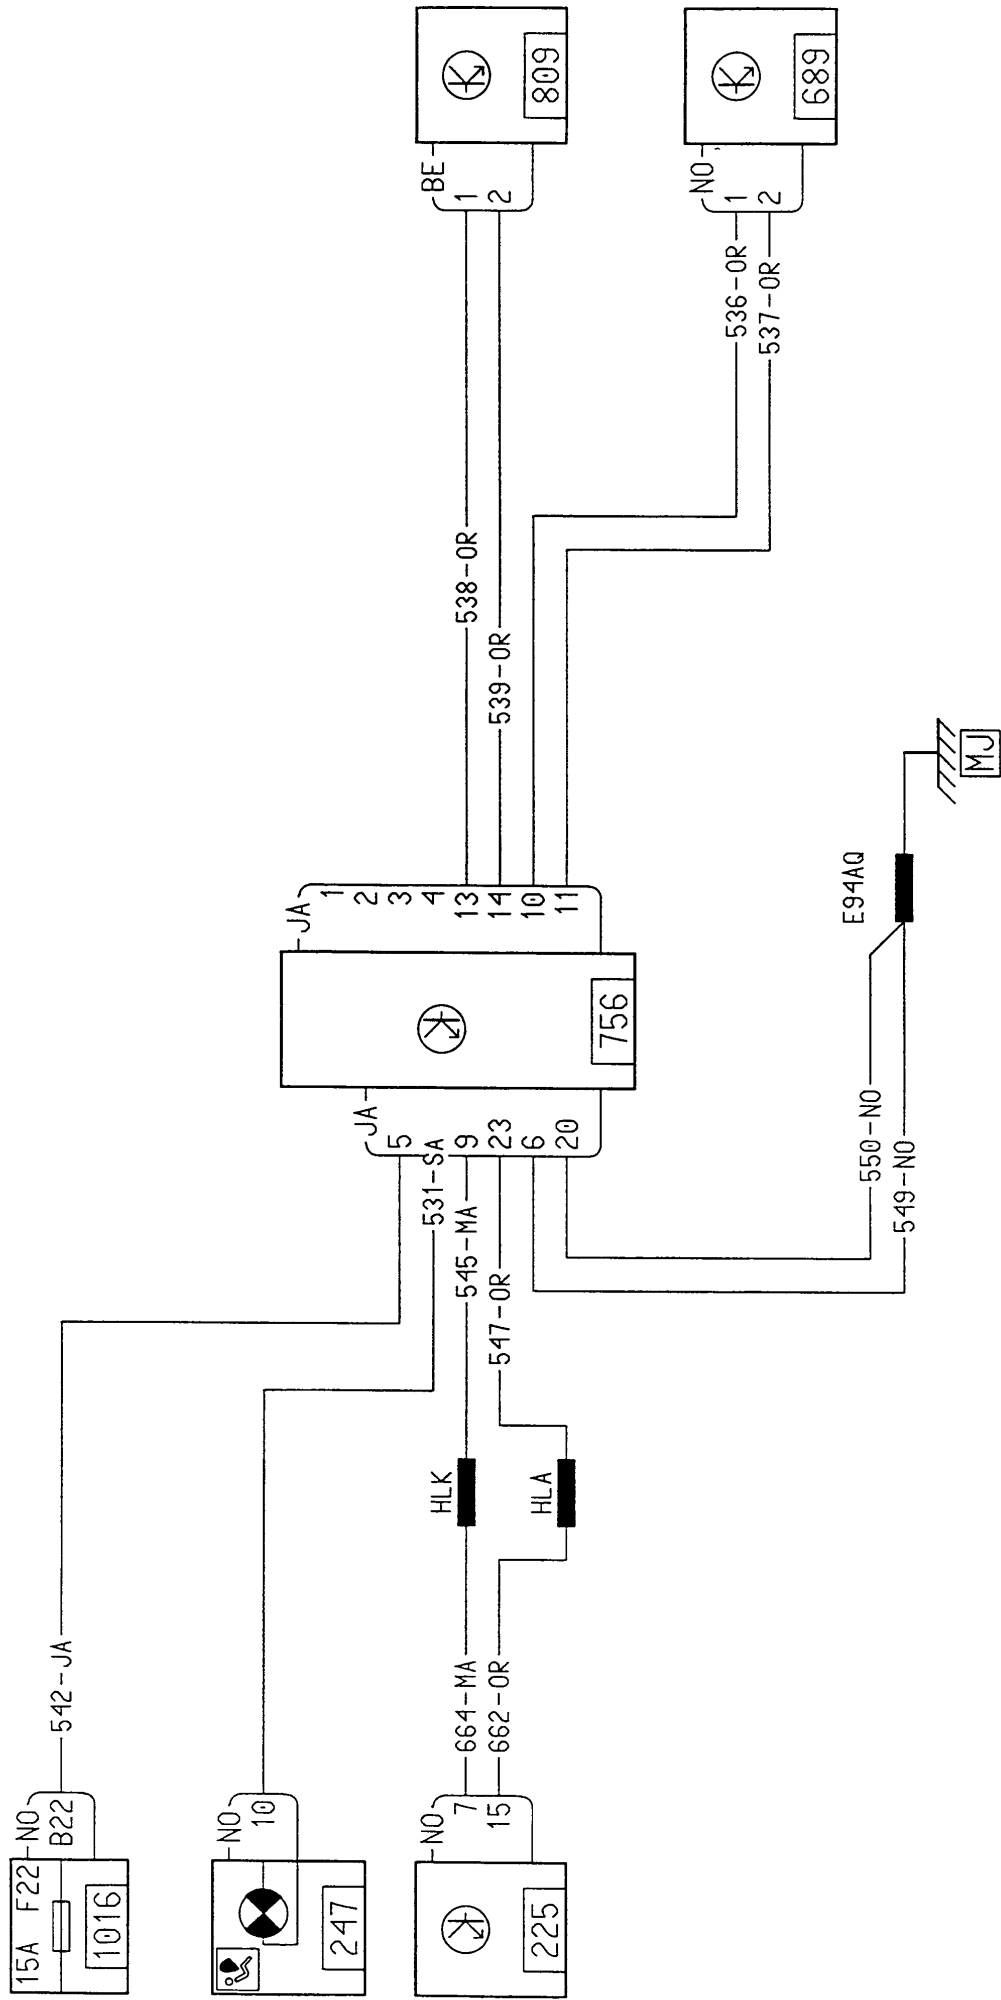 15A F22
1016
NO
B22
542-JA
247
NO
10
531-SA
225
NO
7
15
664-MA
662-OR
HLK
HLA
545-MA
547-OR
JA
5
9
23
6
20
756
JA
1
2
3
4
13
14
10
11
550-NO
549-NO
E94AQ
MJ
538-OR
539-OR
BE
1
2
809
536-OR
537-OR
NO
1
2
689